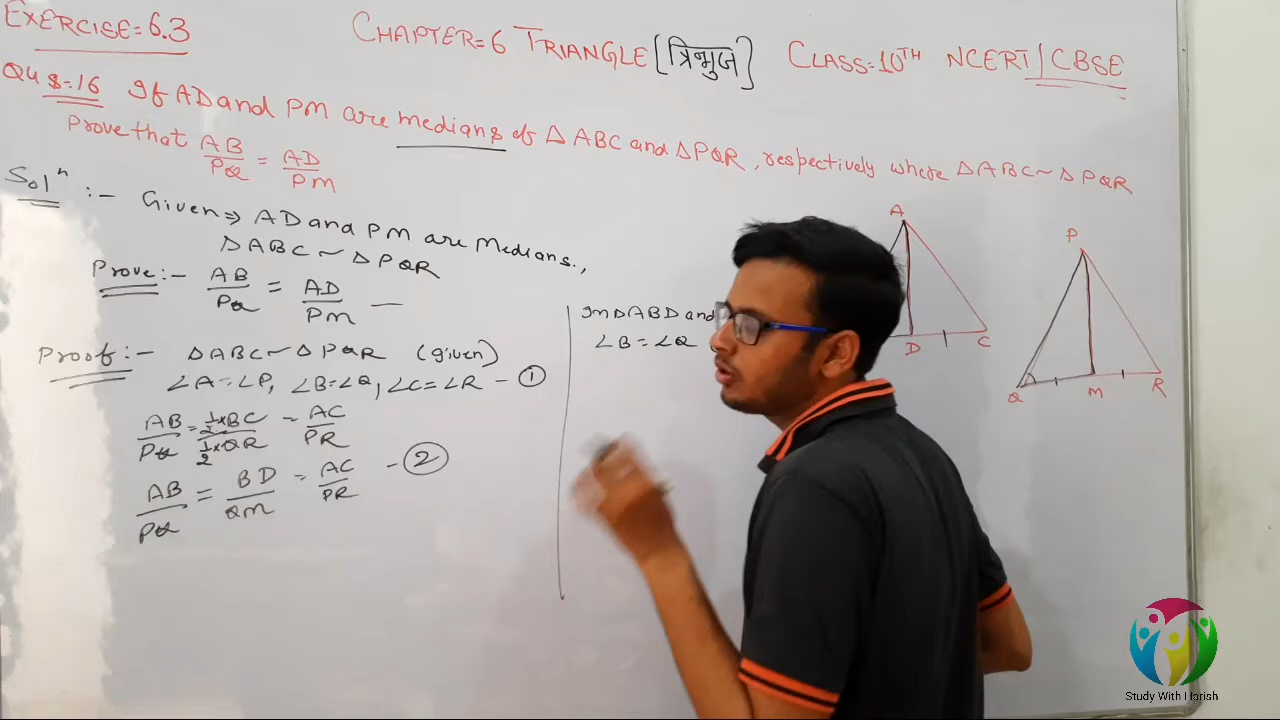 EXERCISE=6.3
CHAPTER=6 TRIANGLE [त्रिभुज] CLASS=10TH NCERT/CBSE
QUS=16 If AD and PM are medians of △ABC and △PQR, respectively where △ABC~△PQR
Prove that AB/PQ = AD/PM
Solⁿ :- Given ⇒ AD and PM are Medians.,
△ABC ~ △PQR
Prove:- AB/PQ = AD/PM —
Proof:- △ABC ~ △PQR (given)
∠A=∠P, ∠B=∠Q, ∠C=∠R - ①
AB/PQ = ½×BC/½×QR = AC/PR
AB/PQ = BD/QM = AC/PR - ②
In △ABD and
∠B = ∠Q
A
D
C
P
Q
M
R
Study With Harish